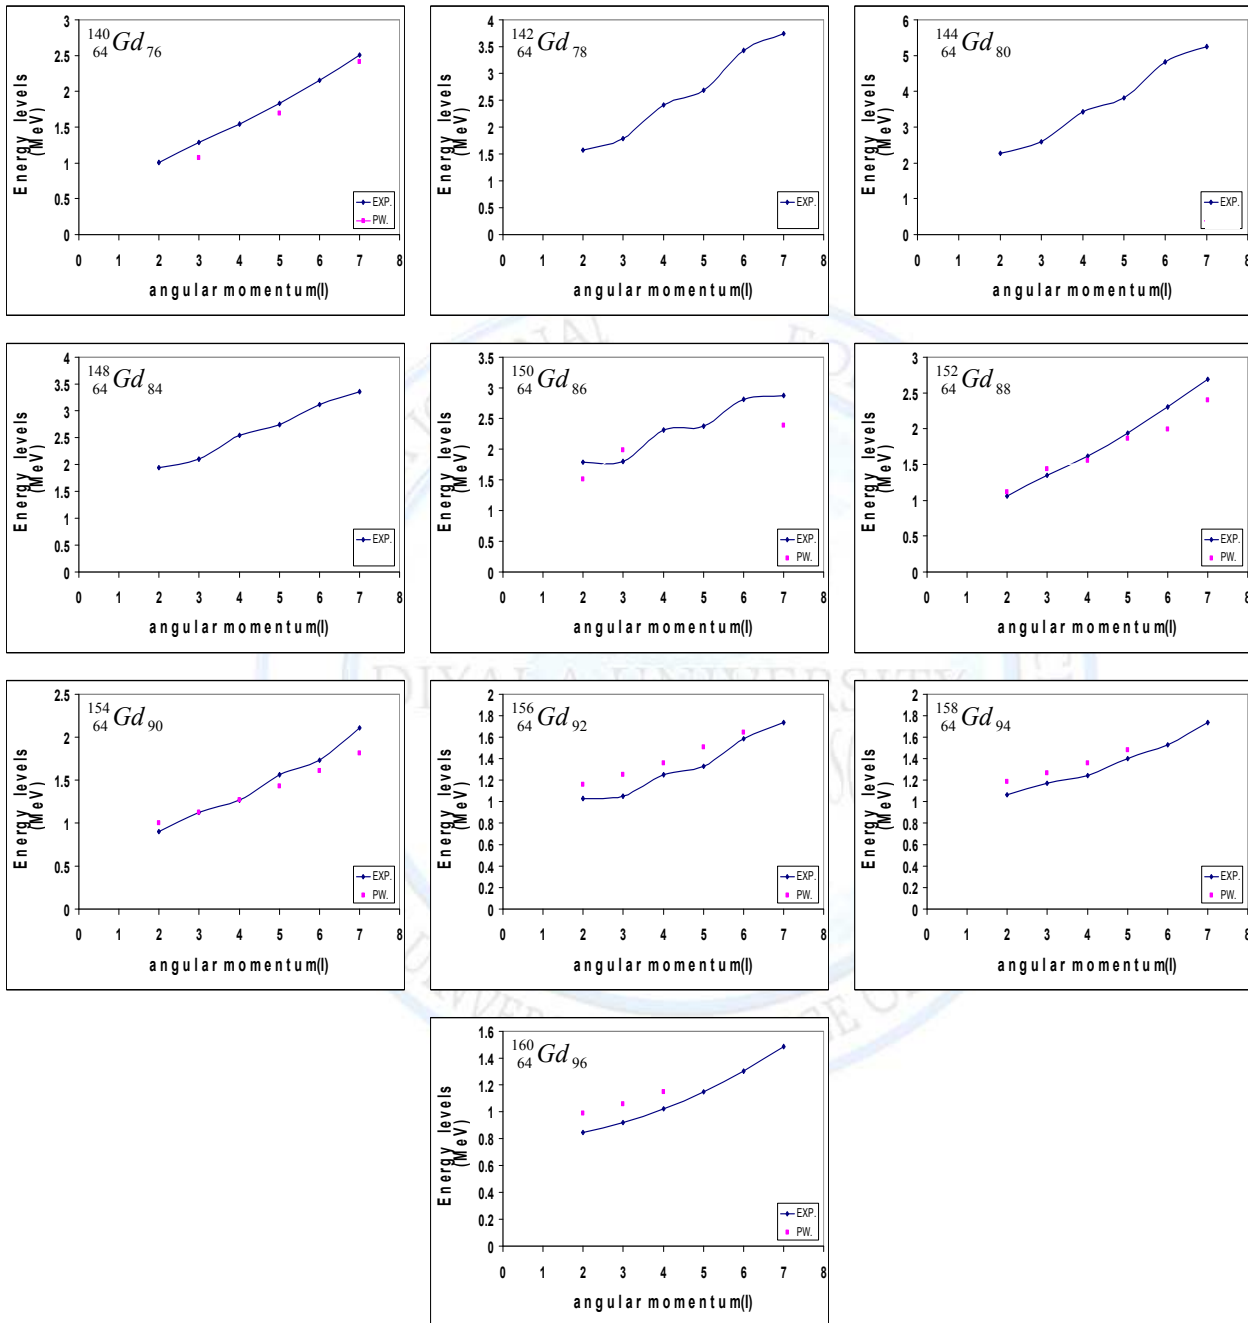 140
64 Gd 76
3
2.5
2
1.5
1
0.5
0
0 1 2 3 4 5 6 7 8
Energy levels
(MeV)
angular momentum(I)
EXP.
PW.
142
64 Gd 78
4
3.5
3
2.5
2
1.5
1
0.5
0
0 1 2 3 4 5 6 7 8
Energy levels
(MeV)
angular momentum(I)
EXP.
144
64 Gd 80
6
5
4
3
2
1
0
0 1 2 3 4 5 6 7 8
Energy levels
(MeV)
angular momentum(I)
EXP.
148
64 Gd 84
4
3.5
3
2.5
2
1.5
1
0.5
0
0 1 2 3 4 5 6 7 8
Energy levels
(MeV)
angular momentum(I)
EXP.
150
64 Gd 86
3.5
3
2.5
2
1.5
1
0.5
0
0 1 2 3 4 5 6 7 8
Energy levels
(MeV)
angular momentum(I)
EXP.
PW.
152
64 Gd 88
3
2.5
2
1.5
1
0.5
0
0 1 2 3 4 5 6 7 8
Energy levels
(MeV)
angular momentum(I)
EXP.
PW.
DIYALA UNIVERSITY
154
64 Gd 90
2.5
2
1.5
1
0.5
0
0 1 2 3 4 5 6 7 8
Energy levels
(MeV)
angular momentum(I)
EXP.
PW.
156
64 Gd 92
2
1.8
1.6
1.4
1.2
1
0.8
0.6
0.4
0.2
0
0 1 2 3 4 5 6 7 8
Energy levels
(MeV)
angular momentum(I)
EXP.
PW.
158
64 Gd 94
2
1.8
1.6
1.4
1.2
1
0.8
0.6
0.4
0.2
0
0 1 2 3 4 5 6 7 8
Energy levels
(MeV)
angular momentum(I)
EXP.
PW.
160
64 Gd 96
1.6
1.4
1.2
1
0.8
0.6
0.4
0.2
0
0 1 2 3 4 5 6 7 8
Energy levels
(MeV)
angular momentum(I)
EXP.
PW.